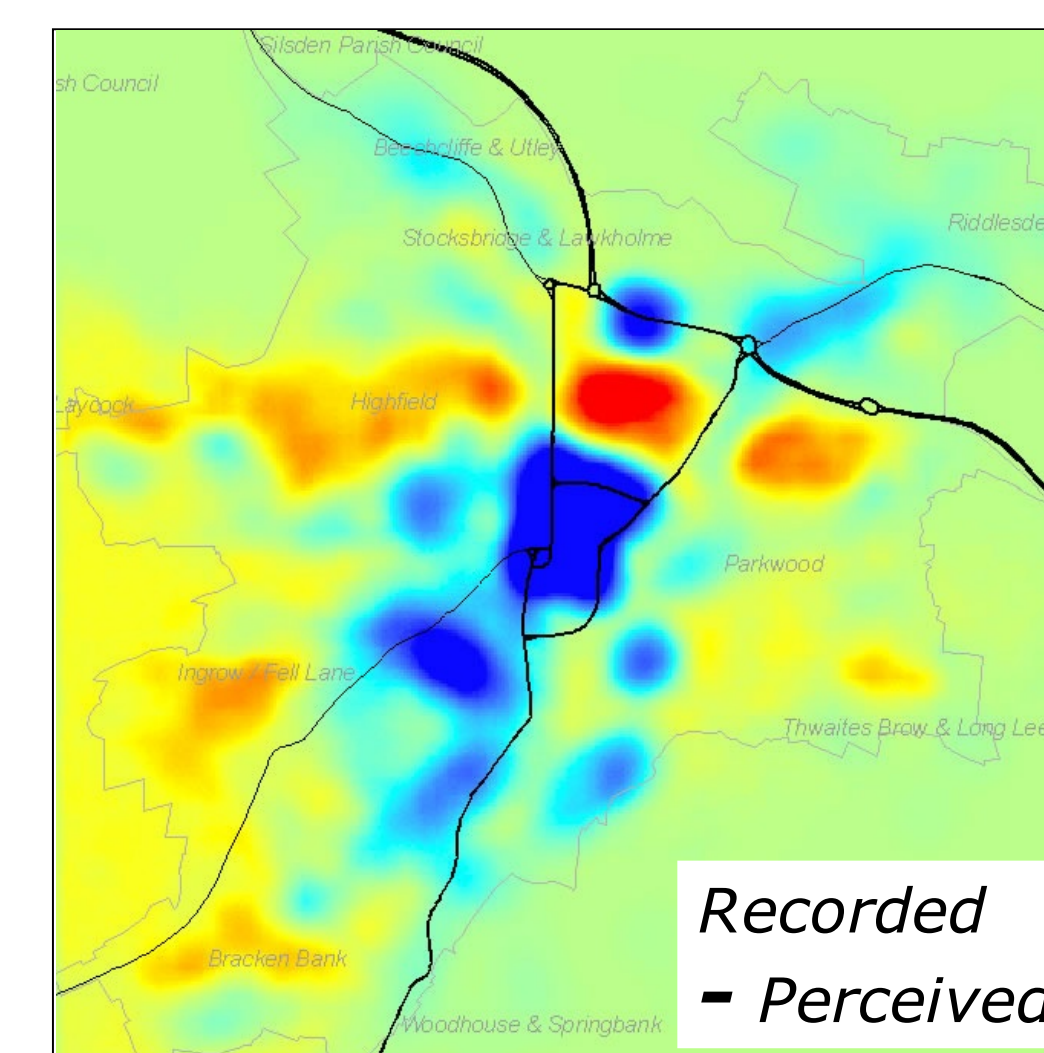 Silsden Parish Council
sh Council
Beechcliffe & Utley
Riddlesde
Stocksbridge & Lawkholme
Laycock
Highfield
Parkwood
Ingrow / Fell Lane
Thwaites Brow & Long Lee
Bracken Bank
Woodhouse & Springbank
Recorded
- Perceived